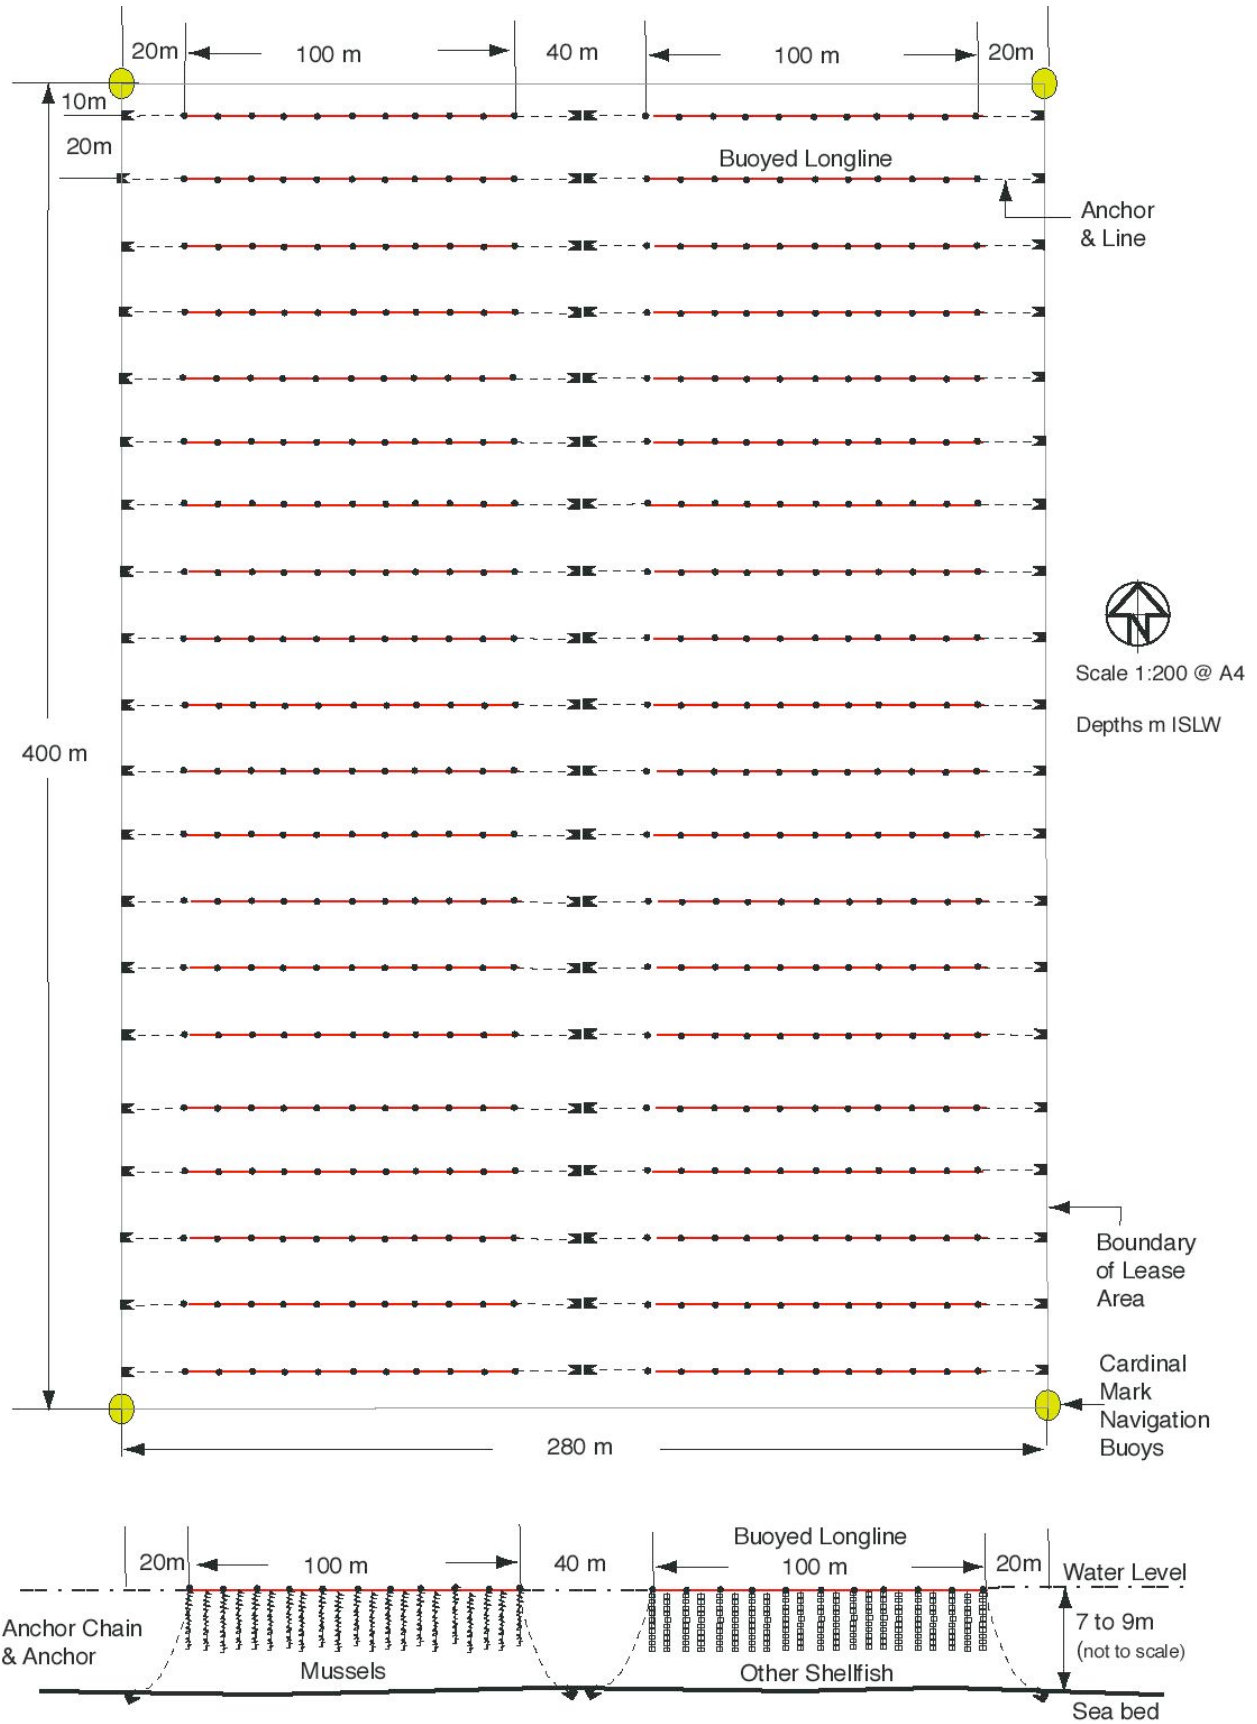 20m 100 m 40 m 100 m 20m
10m
20m
Buoyed Longline
Anchor
& Line
N
Scale 1:200 @ A4
Depths m ISLW
400 m
Boundary
of Lease
Area
Cardinal
Mark
Navigation
Buoys
280 m
Buoyed Longline
20m 100 m 40 m 100 m 20m
Water Level
Anchor Chain
& Anchor
7 to 9m
(not to scale)
Mussels
Other Shellfish
Sea bed